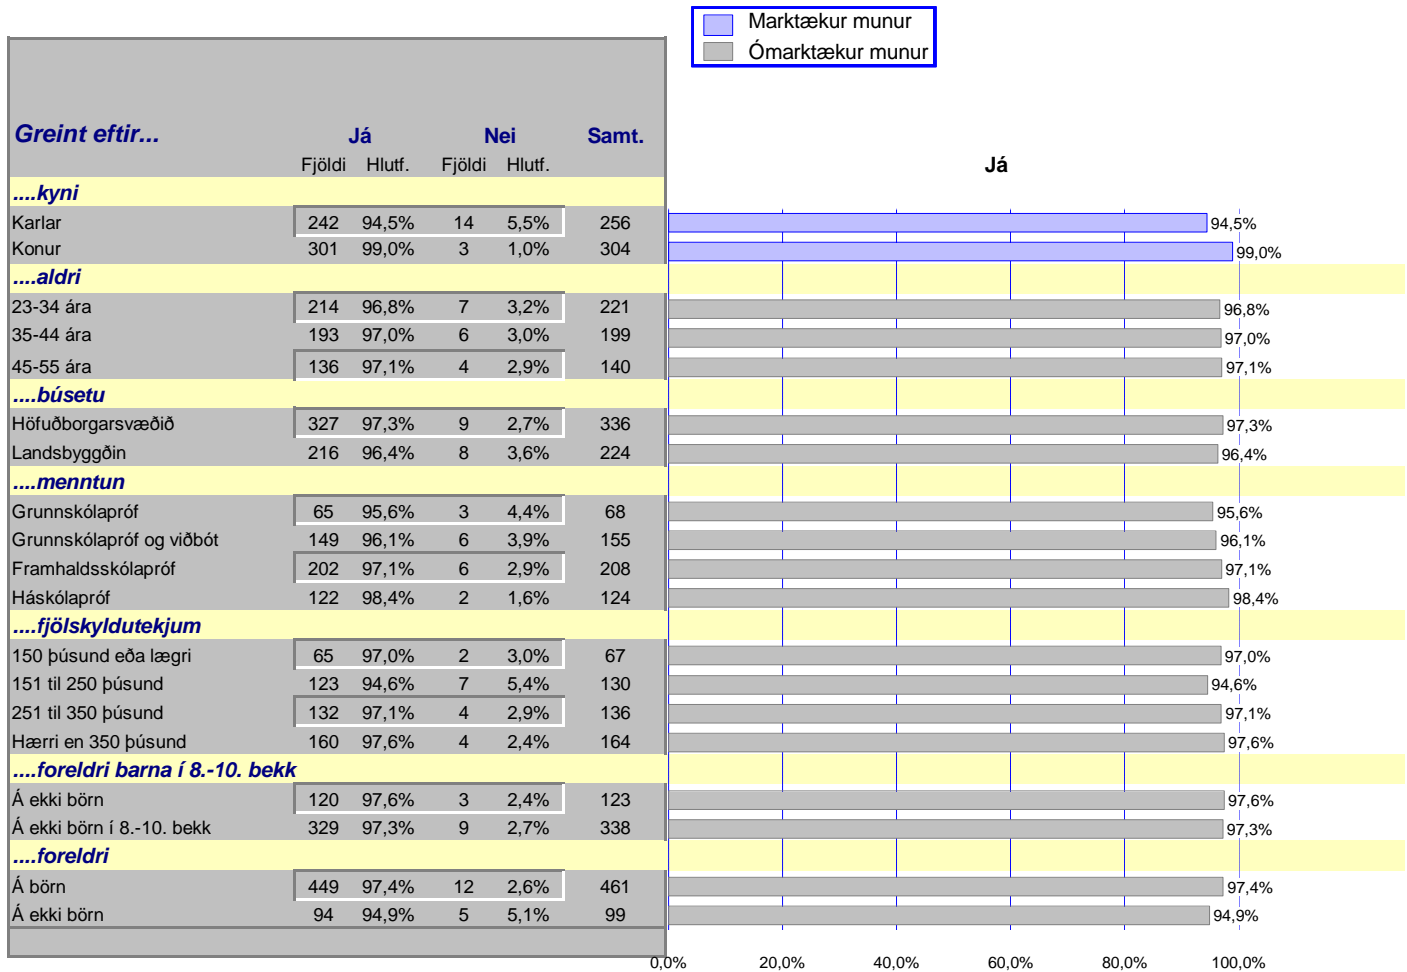 Marktækur munur
Ómarktækur munur
Greint eftir... Já Nei Samt.
Fjöldi Hlutf. Fjöldi Hlutf.
Já
....kyni
Karlar 242 94,5% 14 5,5% 256 94,5%
Konur 301 99,0% 3 1,0% 304 99,0%
....aldri
23-34 ára 214 96,8% 7 3,2% 221 96,8%
35-44 ára 193 97,0% 6 3,0% 199 97,0%
45-55 ára 136 97,1% 4 2,9% 140 97,1%
....búsetu
Höfuðborgarsvæðið 327 97,3% 9 2,7% 336 97,3%
Landsbyggðin 216 96,4% 8 3,6% 224 96,4%
....menntun
Grunnskólapróf 65 95,6% 3 4,4% 68 95,6%
Grunnskólapróf og viðbót 149 96,1% 6 3,9% 155 96,1%
Framhaldsskólapróf 202 97,1% 6 2,9% 208 97,1%
Háskólapróf 122 98,4% 2 1,6% 124 98,4%
....fjölskyldutekjum
150 þúsund eða lægri 65 97,0% 2 3,0% 67 97,0%
151 til 250 þúsund 123 94,6% 7 5,4% 130 94,6%
251 til 350 þúsund 132 97,1% 4 2,9% 136 97,1%
Hærri en 350 þúsund 160 97,6% 4 2,4% 164 97,6%
....foreldri barna í 8.-10. bekk
Á ekki börn 120 97,6% 3 2,4% 123 97,6%
Á ekki börn í 8.-10. bekk 329 97,3% 9 2,7% 338 97,3%
....foreldri
Á börn 449 97,4% 12 2,6% 461 97,4%
Á ekki börn 94 94,9% 5 5,1% 99 94,9%
0,0% 20,0% 40,0% 60,0% 80,0% 100,0%